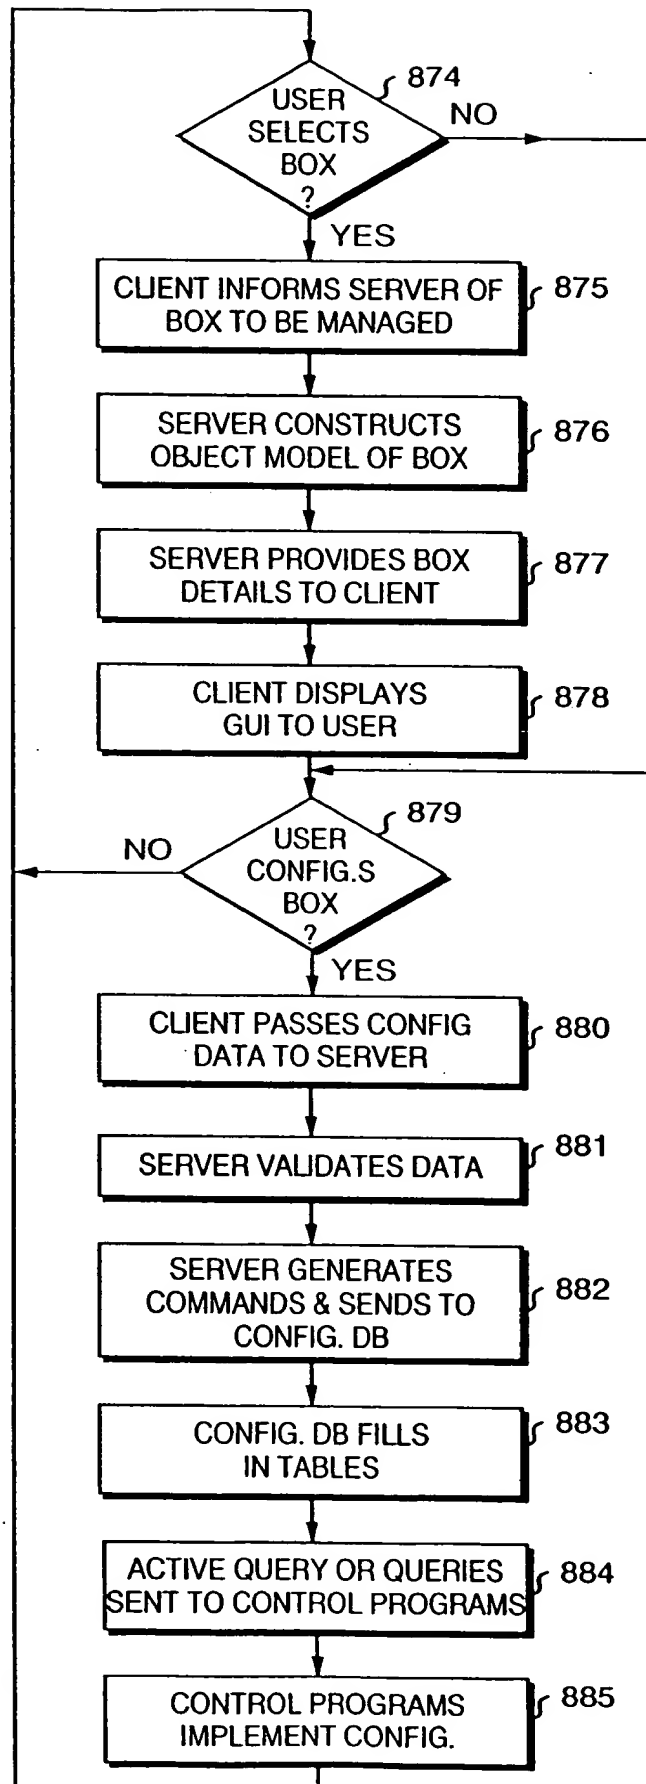 874
USER
SELECTS
BOX
?
NO
YES
CLIENT INFORMS SERVER OF
BOX TO BE MANAGED
875
SERVER CONSTRUCTS
OBJECT MODEL OF BOX
876
SERVER PROVIDES BOX
DETAILS TO CLIENT
877
CLIENT DISPLAYS
GUI TO USER
878
879
USER
CONFIG.S
BOX
?
NO
YES
CLIENT PASSES CONFIG
DATA TO SERVER
880
SERVER VALIDATES DATA
881
SERVER GENERATES
COMMANDS & SENDS TO
CONFIG. DB
882
CONFIG. DB FILLS
IN TABLES
883
ACTIVE QUERY OR QUERIES
SENT TO CONTROL PROGRAMS
884
CONTROL PROGRAMS
IMPLEMENT CONFIG.
885